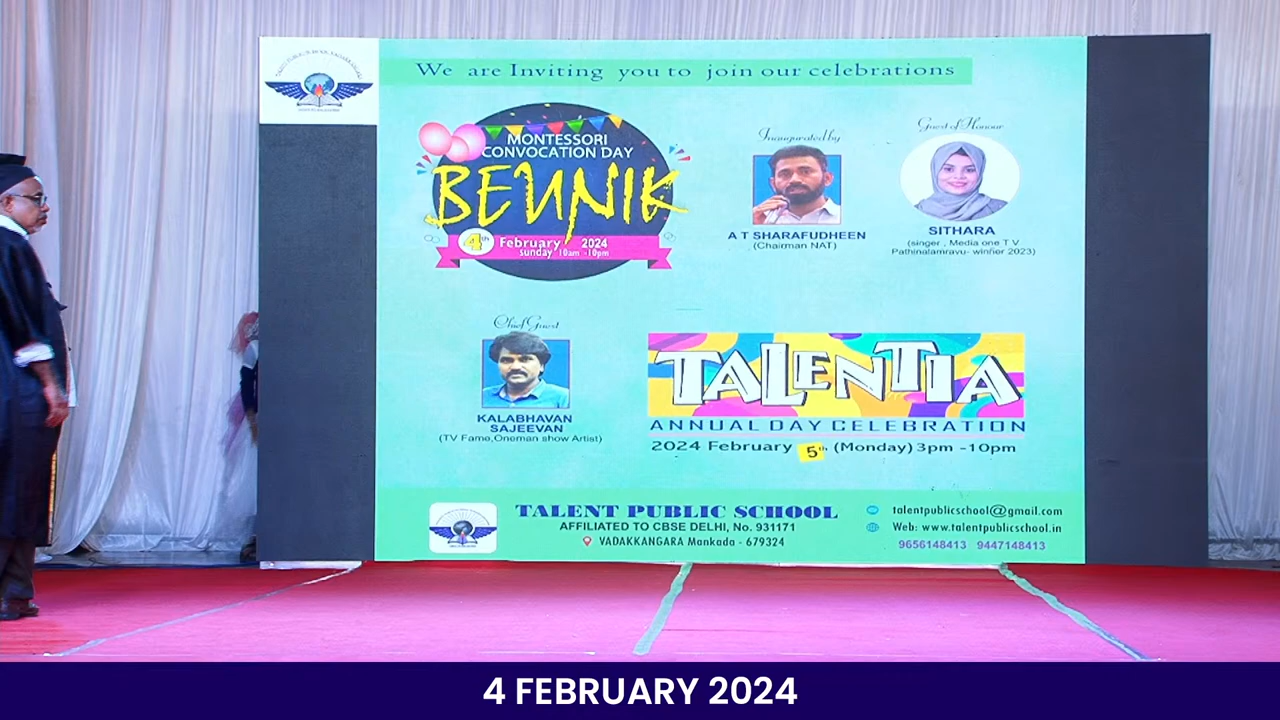 We are Inviting you to join our celebrations
MONTESSORI
CONVOCATION DAY
BEUNIK
4th February 2024
Sunday 10am -10pm
Inaugurated by
A T SHARAFUDHEEN
(Chairman NAT)
Guest of Honour
SITHARA
(singer , Media one T V
Pathinalamravu- winner 2023)
Chief Guest
KALABHAVAN
SAJEEVAN
(TV Fame,Oneman show Artist)
TALENTIA
ANNUAL DAY CELEBRATION
2024 February 5th (Monday) 3pm -10pm
TALENT PUBLIC SCHOOL
AFFILIATED TO CBSE DELHI, No. 931171
VADAKKANGARA Mankada - 679324
talentpublicschool@gmail.com
Web: www.talentpublicschool.in
9656148413 9447148413
4 FEBRUARY 2024